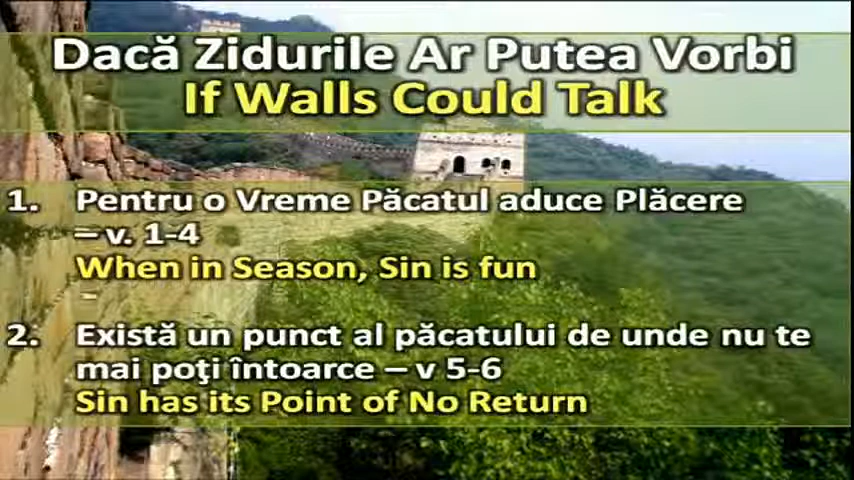 Dacă Zidurile Ar Putea Vorbi
If Walls Could Talk
1. Pentru o Vreme Păcatul aduce Plăcere
– v. 1-4
When in Season, Sin is fun
–
2. Există un punct al păcatului de unde nu te
mai poţi întoarce – v 5-6
Sin has its Point of No Return